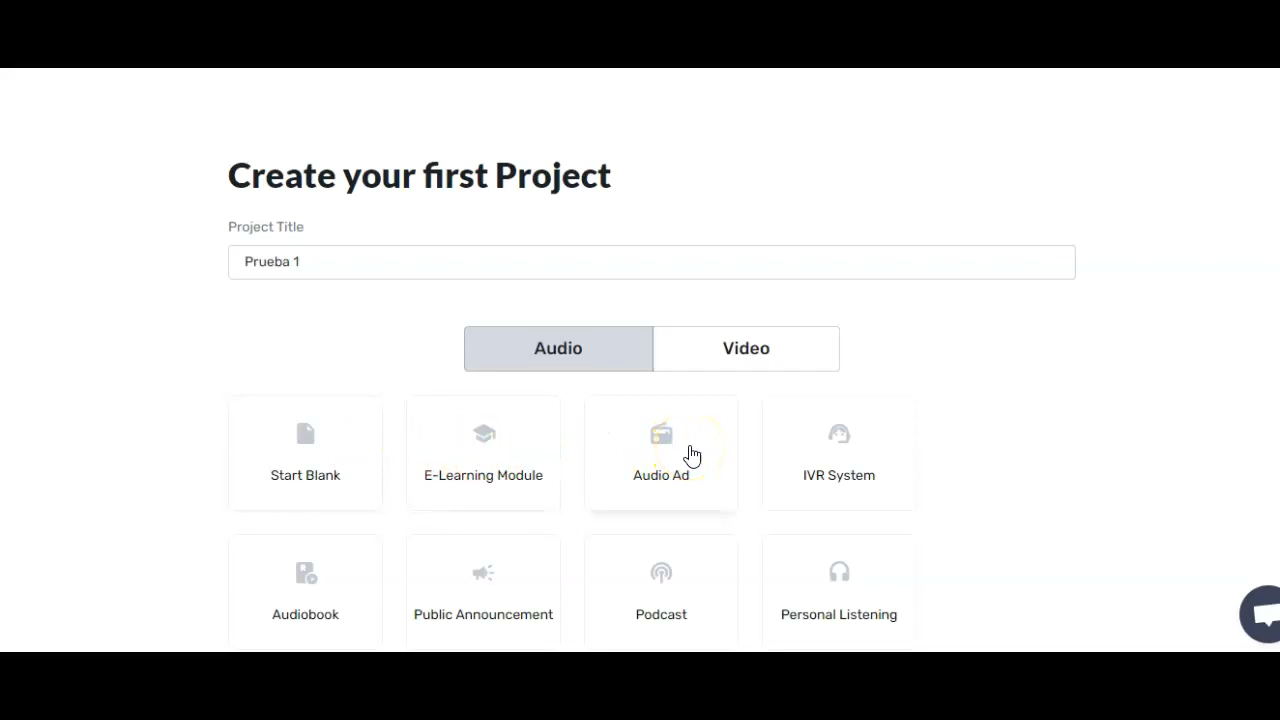 Create your first Project
Project Title
Prueba 1
Audio
Video
Start Blank
E-Learning Module
Audio Ad
IVR System
Audiobook
Public Announcement
Podcast
Personal Listening